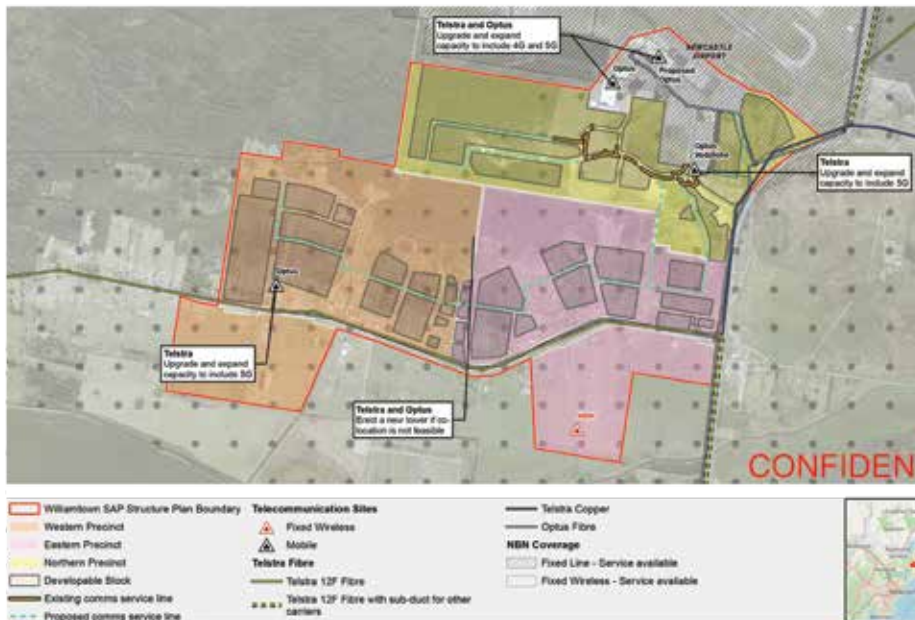 Telstra and Optus
Upgrade and expand
capacity to include 4G and 5G
NEWCASTLE
AIRPORT
Optus
Proposed
Optus
Optus
Telstra
Upgrade and expand
capacity to include 5G
Optus
Telstra
Upgrade and expand
capacity to include 5G
Telstra and Optus
Erect a new tower if co-
location is not feasible
NBN
CONFIDEN
Williamtown SAP Structure Plan Boundary
Western Precinct
Eastern Precinct
Northern Precinct
Developable Block
Existing comms service line
Proposed comms service line
Telecommunication Sites
Fixed Wireless
Mobile
Telstra Fibre
Telstra 12F Fibre
Telstra 12F Fibre with sub-duct for other
carriers
Telstra Copper
Optus Fibre
NBN Coverage
Fixed Line - Service available
Fixed Wireless - Service available